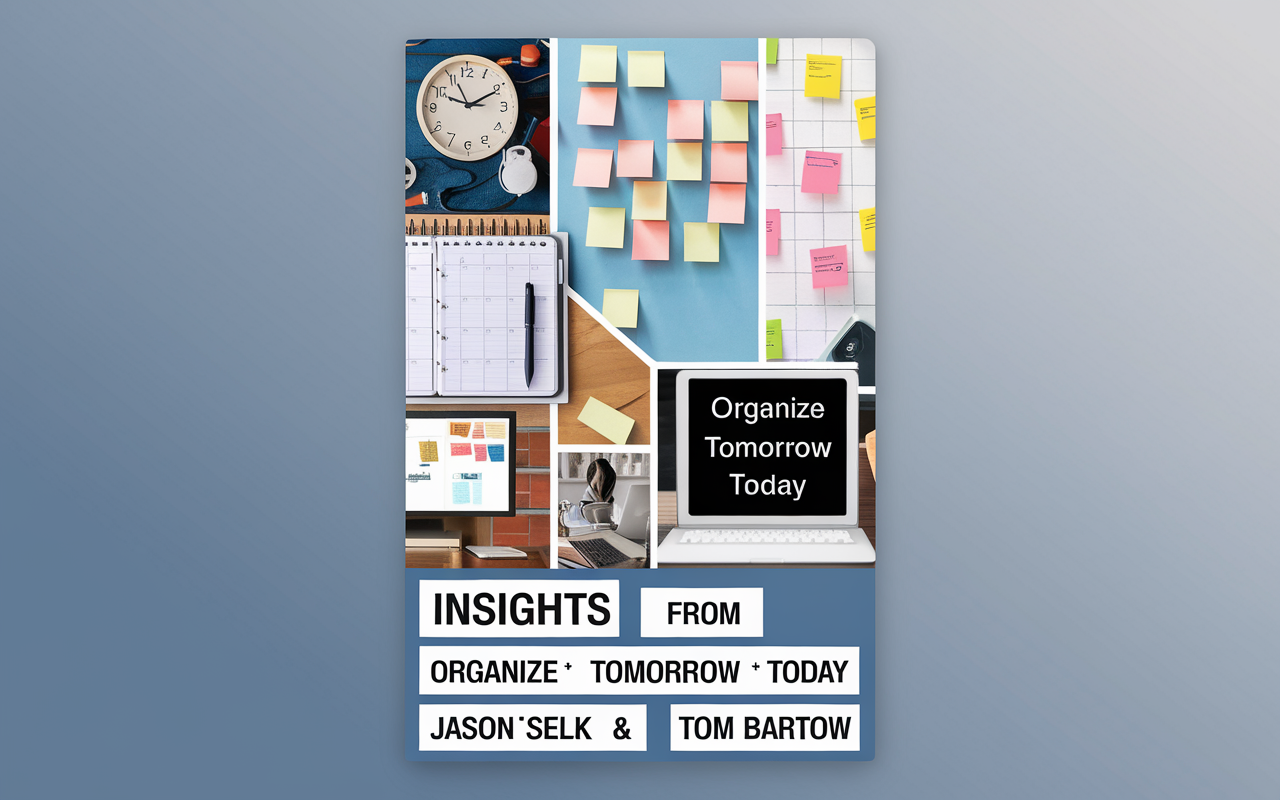 Organize
Tomorrow
Today
INSIGHTS FROM
ORGANIZE + TOMORROW + TODAY
JASON SELK & TOM BARTOW